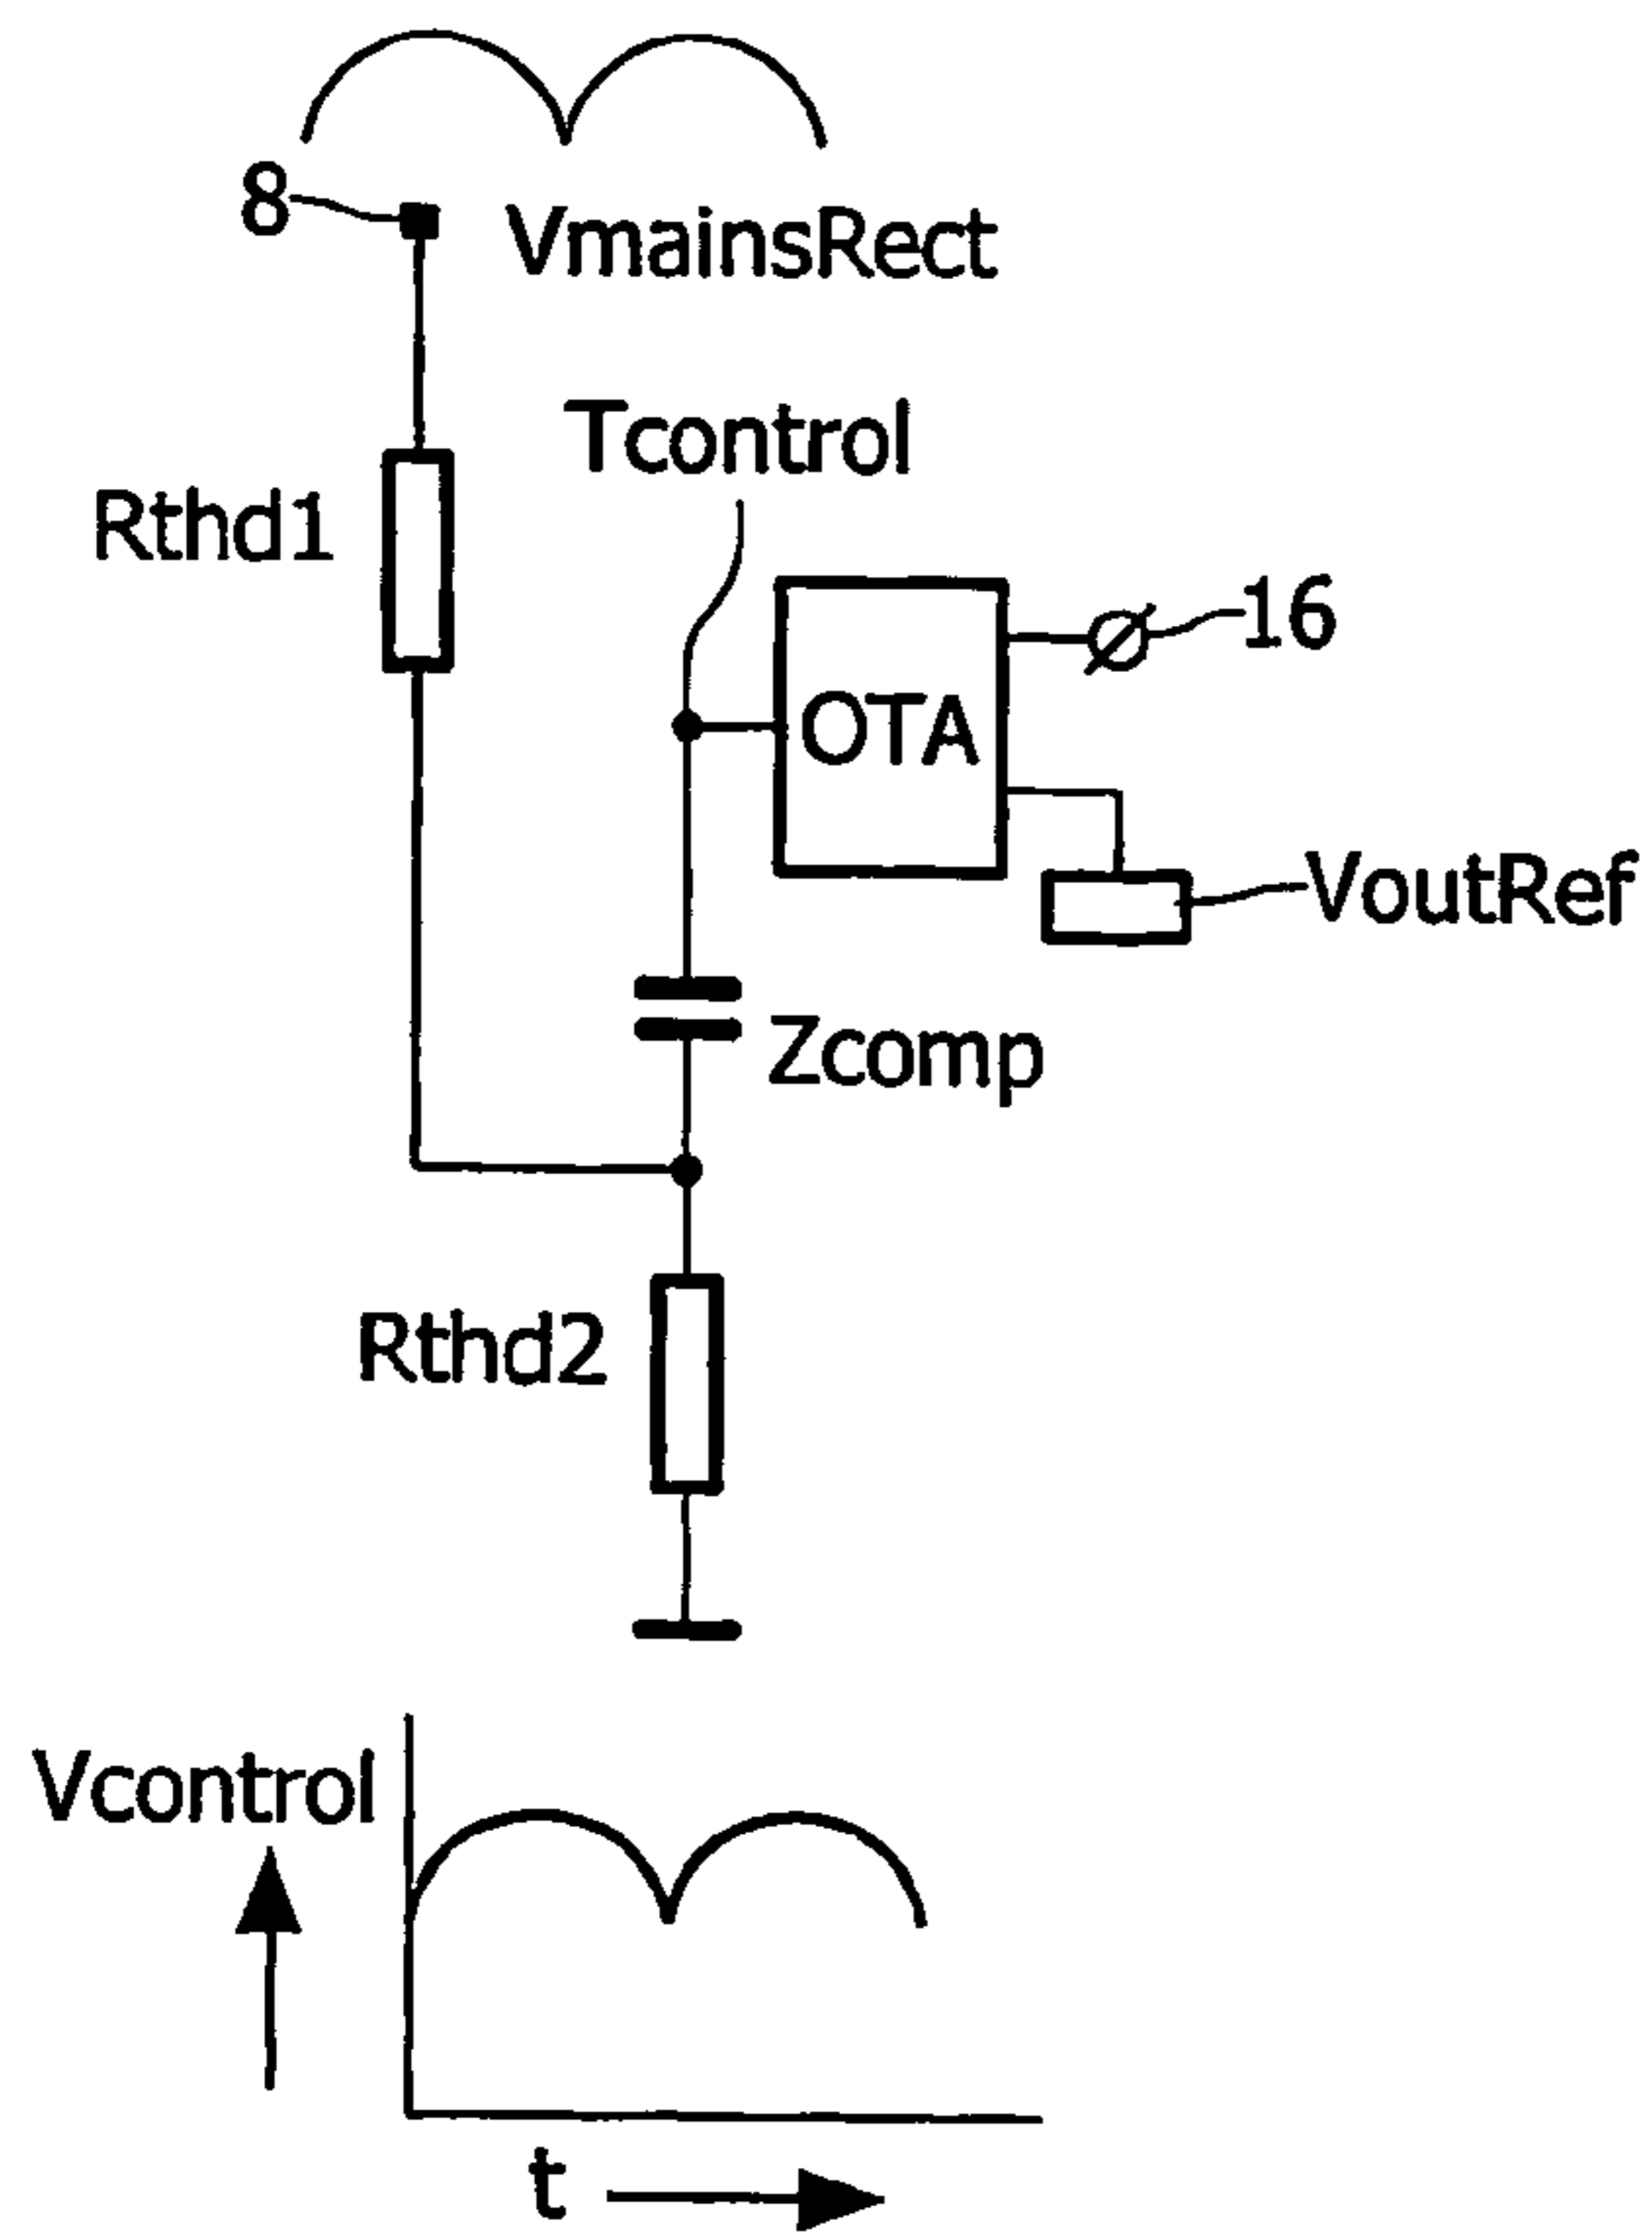 8
VmainsRect
Tcontrol
Rthd1
16
OTA
VoutRef
Zcomp
Rthd2
Vcontrol
t